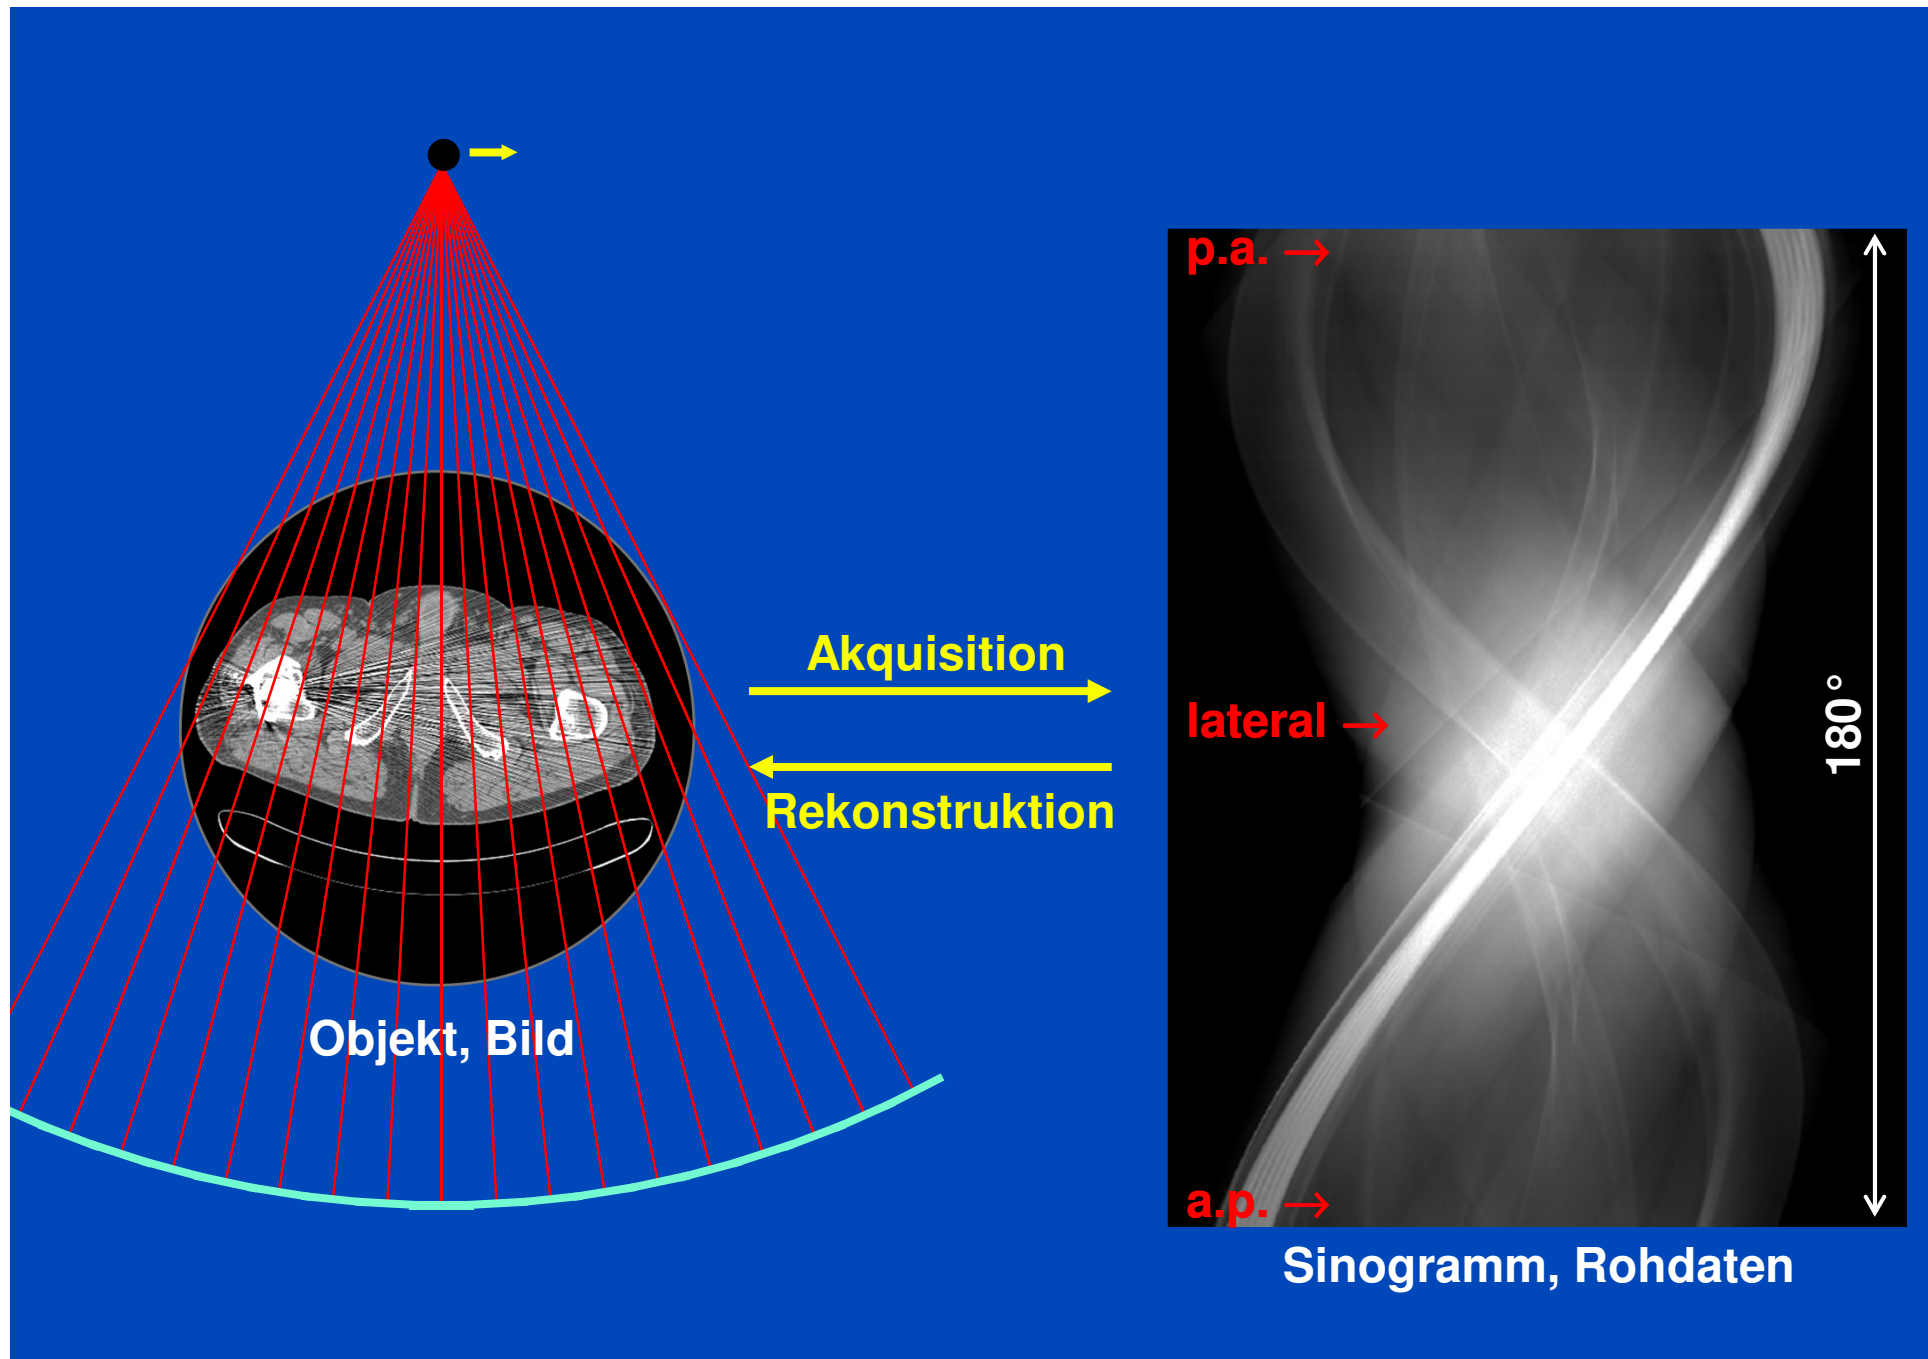 p.a. →
Akquisition
lateral →
180°
Rekonstruktion
Objekt, Bild
a.p. →
Sinogramm, Rohdaten